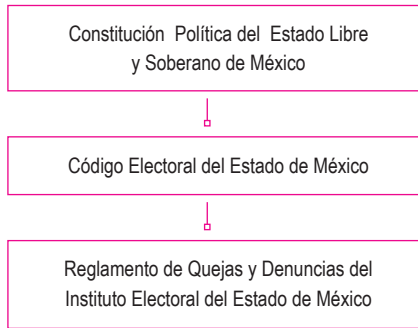 Constitución Política del Estado Libre
y Soberano de México
Código Electoral del Estado de México
Reglamento de Quejas y Denuncias del
Instituto Electoral del Estado de México